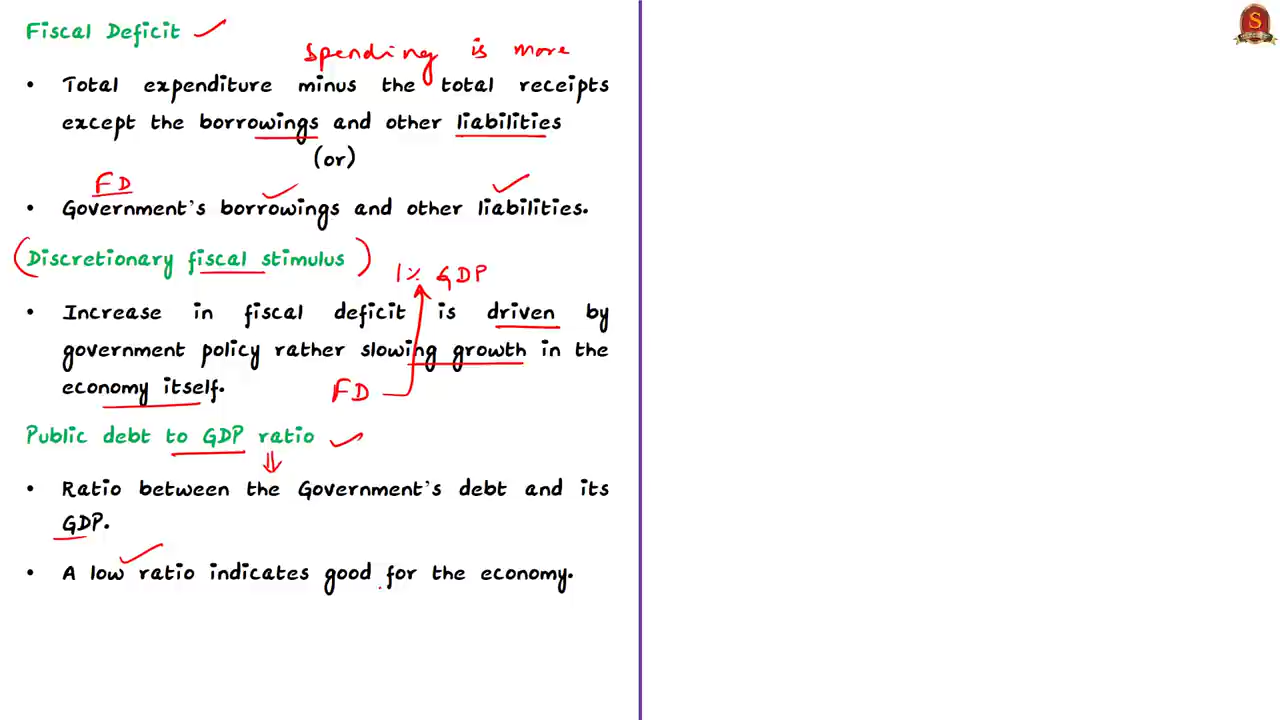 Fiscal Deficit
Spending is more
• Total expenditure minus the total receipts
except the borrowings and other liabilities
(or)
FD
• Government's borrowings and other liabilities.
(Discretionary fiscal stimulus)
1% GDP
• Increase in fiscal deficit is driven by
government policy rather slowing growth in the
economy itself.
FD
Public debt to GDP ratio
• Ratio between the Government's debt and its
GDP.
• A low ratio indicates good for the economy.
S